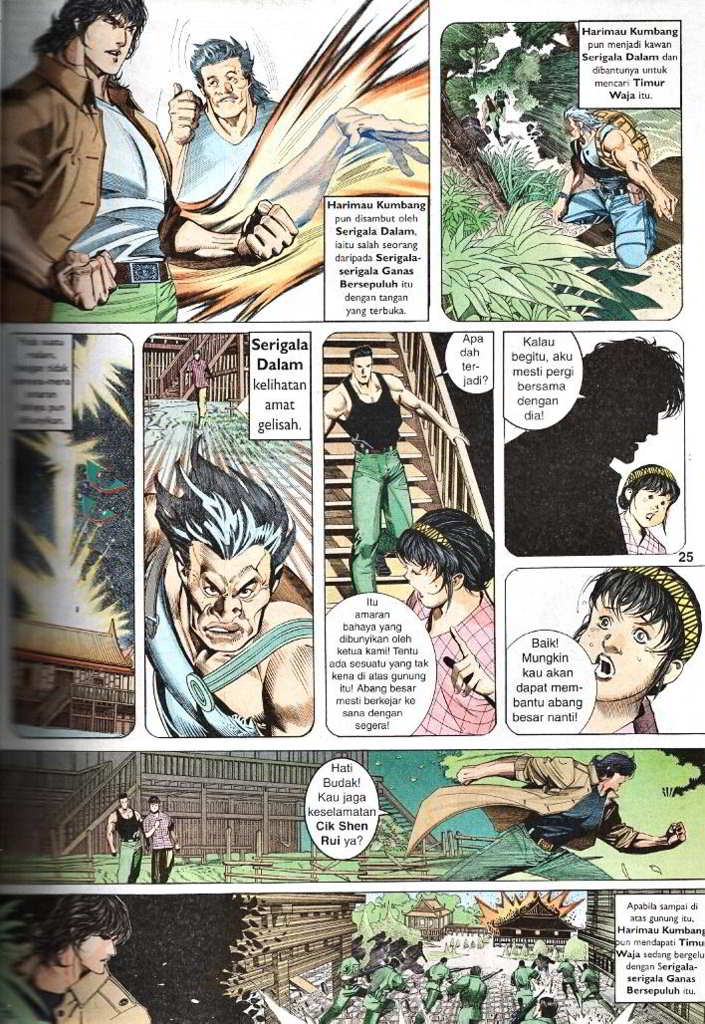 Harimau Kumbang
pun disambut oleh
Serigala Dalam,
iaitu salah seorang
daripada Serigala-
serigala Ganas
Bersepuluh itu
dengan tangan
yang terbuka.
Harimau Kumbang
pun menjadi kawan
Serigala Dalam dan
dibantunya untuk
mencari Timur
Waja itu.
malam,
Serigala
Dalam
kelihatan
amat
gelisah.
Apa
dah
ter-
jadi?
Itu
amaran
bahaya yang
dibunyikan oleh
ketua kami! Tentu
ada sesuatu yang tak
kena di atas gunung
itu! Abang besar
mesti berkejar ke
sana dengan
segera!
Kalau
begitu, aku
mesti pergi
bersama
dengan
dia!
25
Baik!
Mungkin
kau akan
dapat mem-
bantu abang
besar nanti!
Hati
Budak!
Kau jaga
keselamatan
Cik Shen
Rui ya?
Apabila sampai di
atas gunung itu,
Harimau Kumbang
pun mendapati Timur
Waja sedang bergelut
dengan Serigala-
serigala Ganas
Bersepuluh itu.